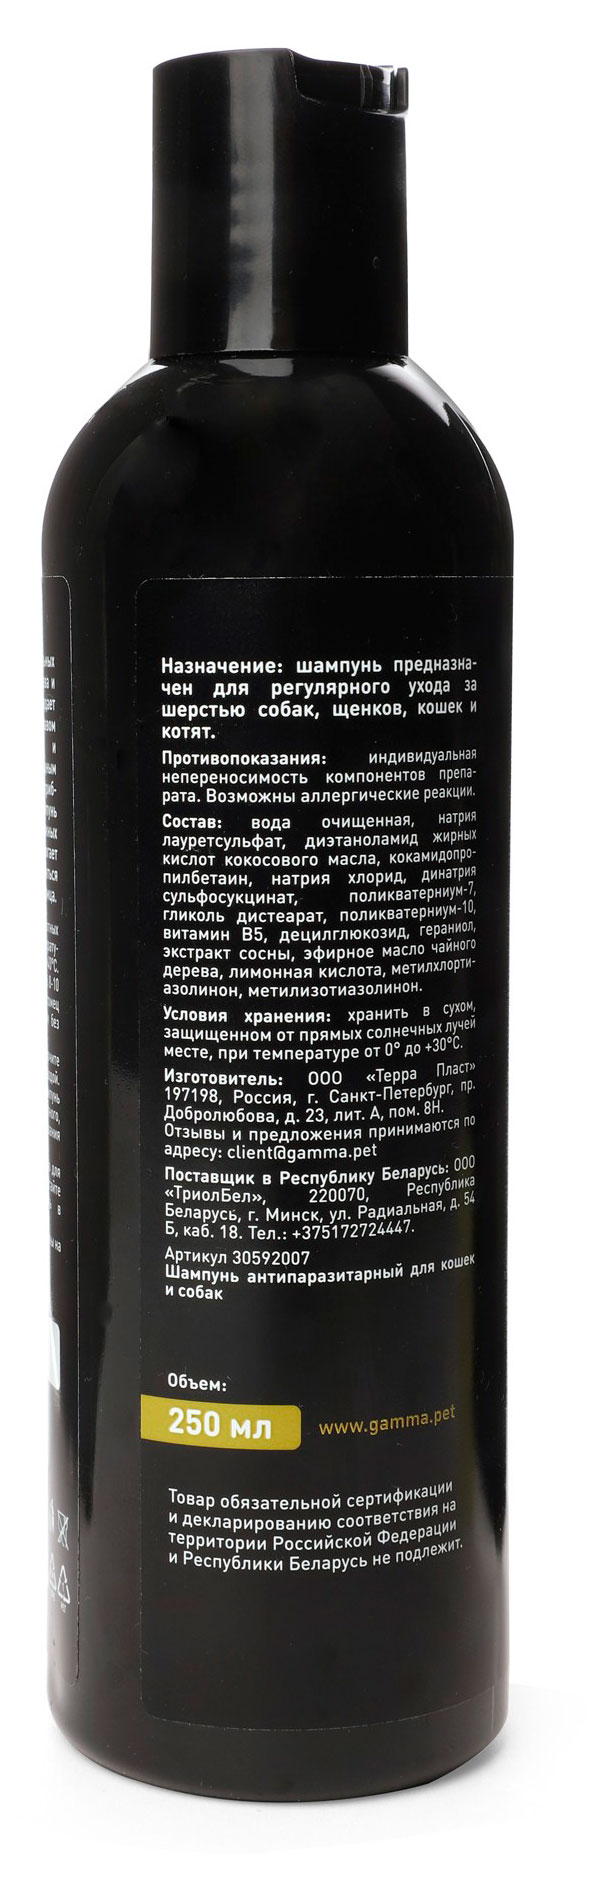 Назначение: шампунь предназна-
чен для регулярного ухода за
шерстью собак, щенков, кошек и
котят.
Противопоказания: индивидуальная
непереносимость компонентов препа-
рата. Возможны аллергические реакции.
Состав: вода очищенная, натрия
лауретсульфат, диэтаноламид жирных
кислот кокосового масла, кокамидопро-
пилбетаин, натрия хлорид, динатрия
сульфосукцинат, поликватерниум-7,
гликоль дистеарат, поликватерниум-10,
витамин B5, децилглюкозид, гераниол,
экстракт сосны, эфирное масло чайного
дерева, лимонная кислота, метилхлорти-
азолинон, метилизотиазолинон.
Условия хранения: хранить в сухом,
защищенном от прямых солнечных лучей
месте, при температуре от 0° до +30°С.
Изготовитель: ООО «Терра Пласт»
197198, Россия, г. Санкт-Петербург, пр.
Добролюбова, д. 23, лит. А, пом. 8Н.
Отзывы и предложения принимаются по
адресу: client@gamma.pet
Поставщик в Республику Беларусь: ООО
«ТриолБел», 220070, Республика
Беларусь, г. Минск, ул. Радиальная, д. 54
Б, каб. 18. Тел.: +375172724447.
Артикул 30592007
Шампунь антипаразитарный для кошек
и собак
Объем:
250 мл www.gamma.pet
Товар обязательной сертификации
и декларированию соответствия на
территории Российской Федерации
и Республики Беларусь не подлежит.